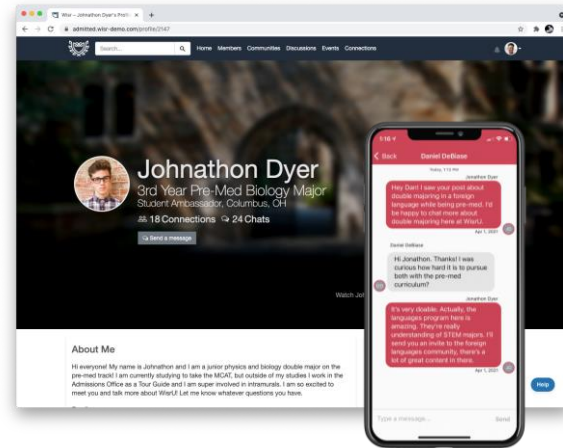 Wisr – Johnathon Dyer's Profi
admitted.wisr-demo.com/profile/2147
Search...
Home Members Communities Discussions Events Connections
Johnathon Dyer
3rd Year Pre-Med Biology Major
Student Ambassador, Columbus, OH
18 Connections 24 Chats
Send a message
Watch Joh
About Me
Hi everyone! My name is Johnathon and I am a junior physics and biology double major on the
pre-med track! I am currently studying to take the MCAT, but outside of my studies I work in the
Admissions Office as a Tour Guide and I am super involved in intramurals. I am so excited to
meet you and talk more about WisrU! Let me know whatever questions you have.
Help
1:16
Back
Daniel DeBiase
Today, 1:15 PM
Jonathon Dyer
Hey Dan! I saw your post about
double majoring in a foreign
language while being pre-med. I'd
be happy to chat more about
double majoring here at WisrU.
Apr 1, 2021
Daniel DeBiase
Hi Jonathon. Thanks! I was
curious how hard it is to pursue
both with the pre-med
curriculum?
Jonathon Dyer
It's very doable. Actually, the
languages program here is
amazing. They're really
understanding of STEM majors. I'll
send you an invite to the foreign
languages community, there's a
lot of great content in there.
Apr 1, 2021
Type a message...
Send